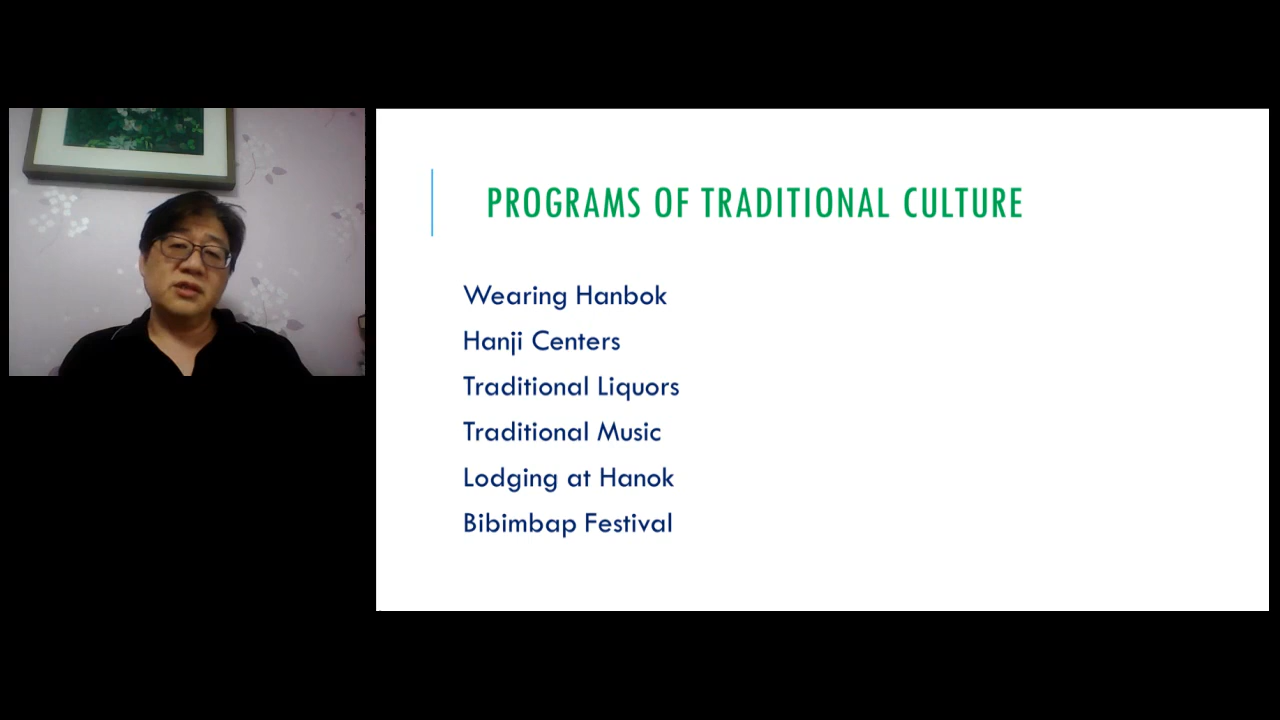 PROGRAMS OF TRADITIONAL CULTURE
Wearing Hanbok
Hanji Centers
Traditional Liquors
Traditional Music
Lodging at Hanok
Bibimbap Festival